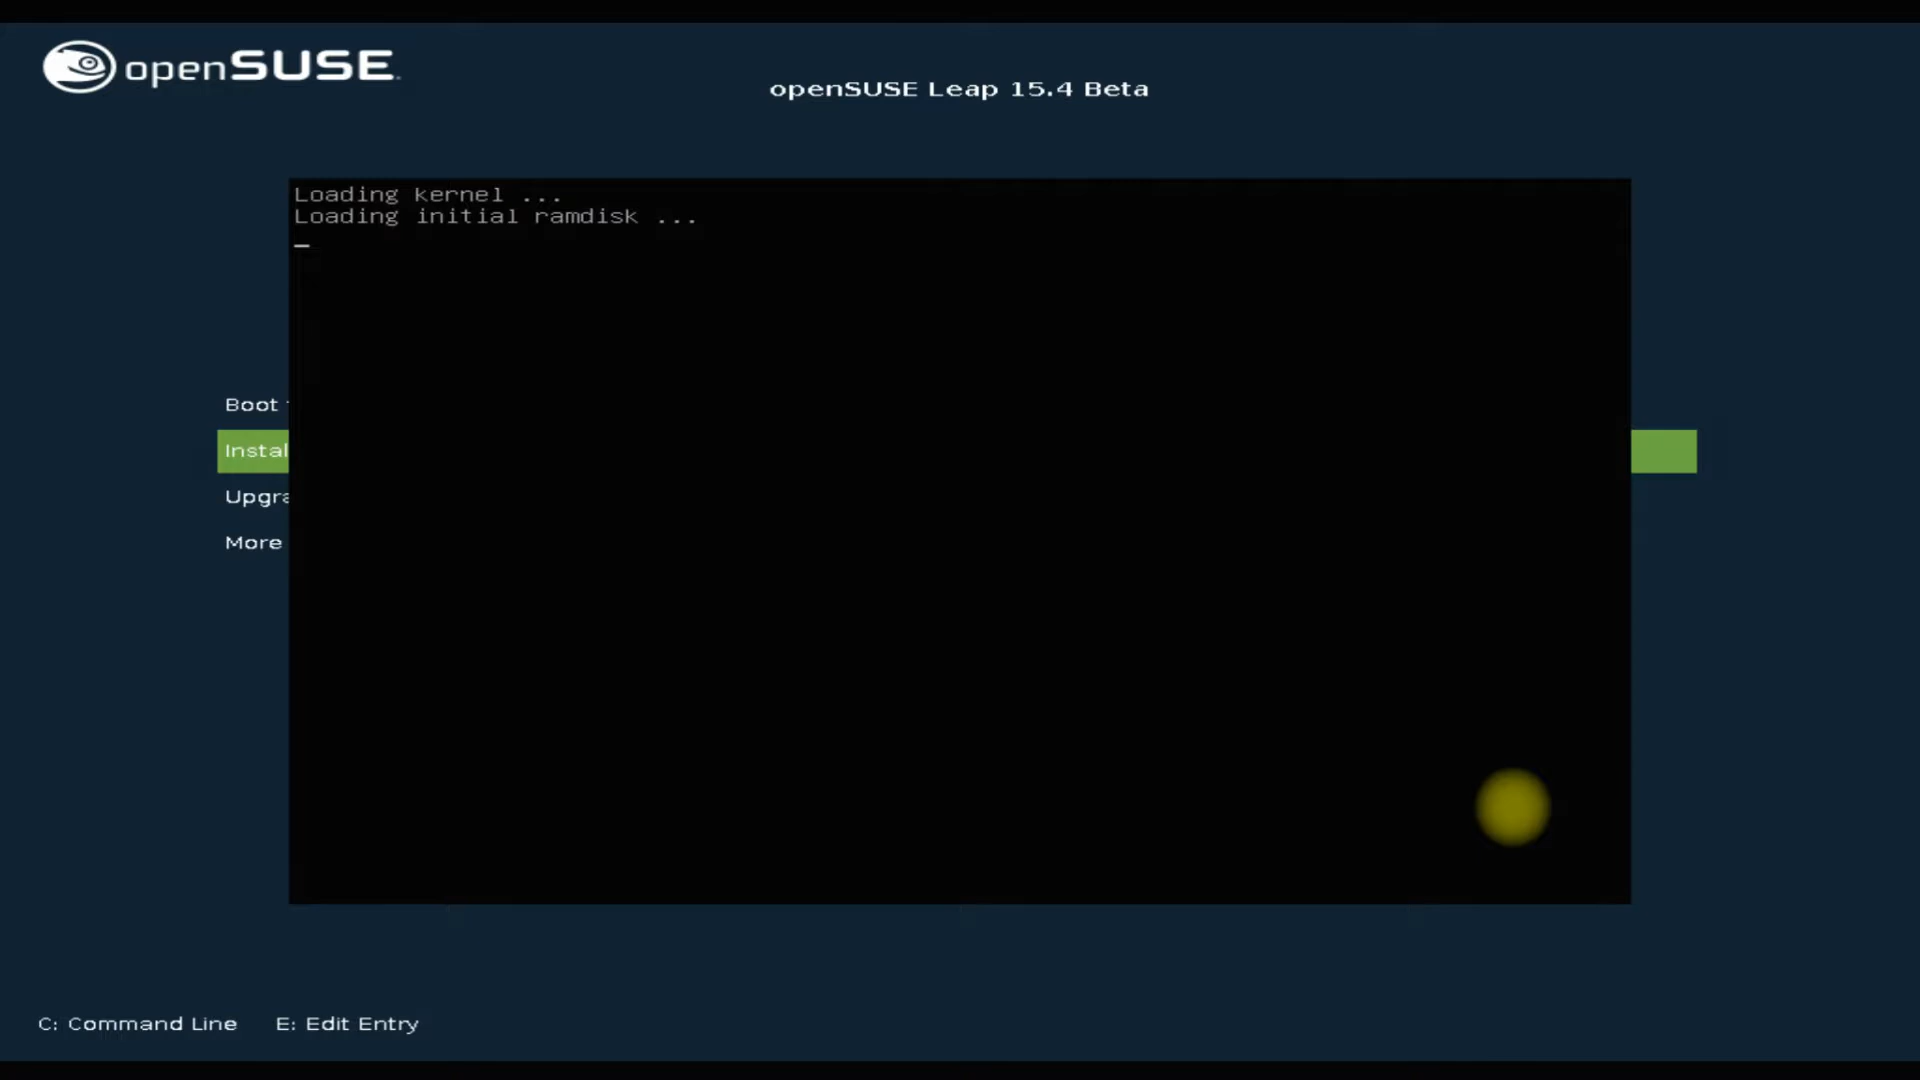 openSUSE
openSUSE Leap 15.4 Beta
Loading kernel ...
Loading initial ramdisk ...
Boot
Instal
Upgra
More
C: Command Line E: Edit Entry